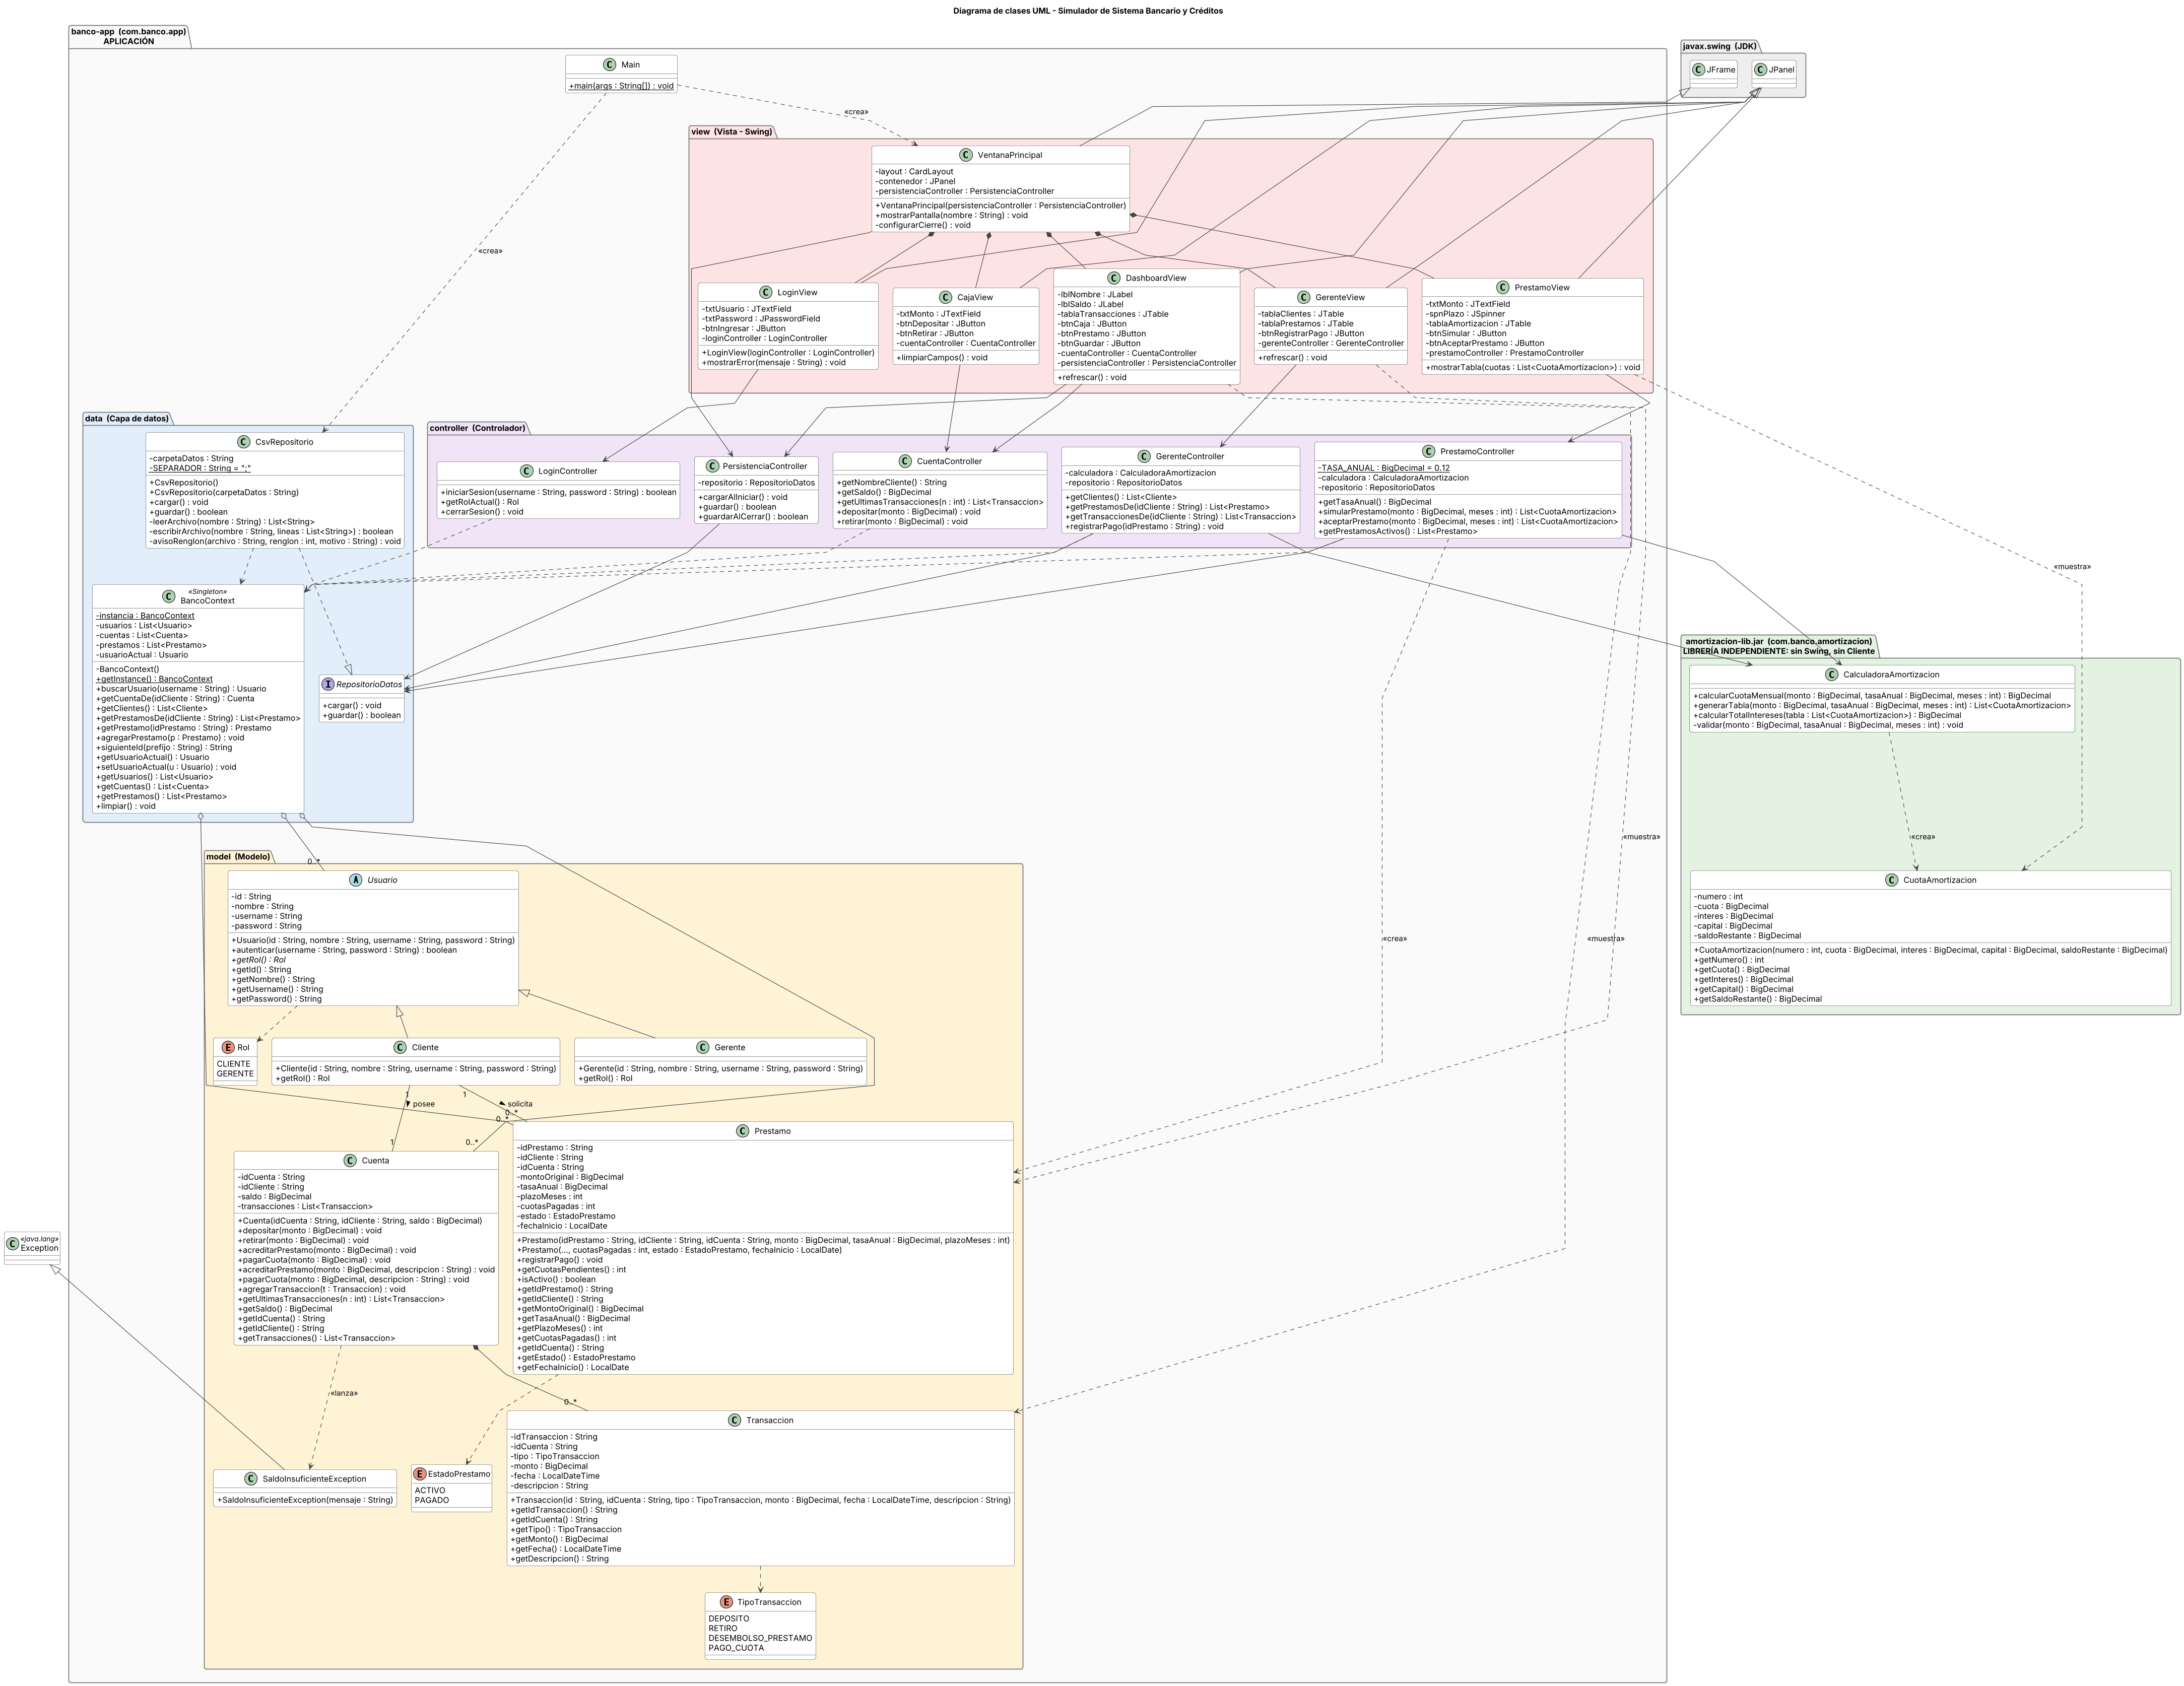 Diagrama de clases UML - Simulador de Sistema Bancario y Créditos
banco-app (com.banco.app)
APLICACIÓN
javax.swing (JDK)
JFrame
JPanel
Main
+main(args : String[]) : void
«crea»
«crea»
view (Vista - Swing)
VentanaPrincipal
-layout : CardLayout
-contenedor : JPanel
-persistenciaController : PersistenciaController
+VentanaPrincipal(persistenciaController : PersistenciaController)
+mostrarPantalla(nombre : String) : void
-configurarCierre() : void
LoginView
-txtUsuario : JTextField
-txtPassword : JPasswordField
-btnIngresar : JButton
-loginController : LoginController
+LoginView(loginController : LoginController)
+mostrarError(mensaje : String) : void
CajaView
-txtMonto : JTextField
-btnDepositar : JButton
-btnRetirar : JButton
-cuentaController : CuentaController
+limpiarCampos() : void
DashboardView
-lblNombre : JLabel
-lblSaldo : JLabel
-tablaTransacciones : JTable
-btnCaja : JButton
-btnPrestamo : JButton
-btnGuardar : JButton
-cuentaController : CuentaController
-persistenciaController : PersistenciaController
+refrescar() : void
GerenteView
-tablaClientes : JTable
-tablaPrestamos : JTable
-btnRegistrarPago : JButton
-gerenteController : GerenteController
+refrescar() : void
PrestamoView
-txtMonto : JTextField
-spnPlazo : JSpinner
-tablaAmortizacion : JTable
-btnSimular : JButton
-btnAceptarPrestamo : JButton
-prestamoController : PrestamoController
+mostrarTabla(cuotas : List<CuotaAmortizacion>) : void
data (Capa de datos)
CsvRepositorio
-carpetaDatos : String
-SEPARADOR : String = ";"
+CsvRepositorio()
+CsvRepositorio(carpetaDatos : String)
+cargar() : void
+guardar() : boolean
-leerArchivo(nombre : String) : List<String>
-escribirArchivo(nombre : String, lineas : List<String>) : boolean
-avisoRenglon(archivo : String, renglon : int, motivo : String) : void
controller (Controlador)
LoginController
+iniciarSesion(username : String, password : String) : boolean
+getRolActual() : Rol
+cerrarSesion() : void
PersistenciaController
-repositorio : RepositorioDatos
+cargarAlIniciar() : void
+guardar() : boolean
+guardarAlCerrar() : boolean
CuentaController
+getNombreCliente() : String
+getSaldo() : BigDecimal
+getUltimasTransacciones(n : int) : List<Transaccion>
+depositar(monto : BigDecimal) : void
+retirar(monto : BigDecimal) : void
GerenteController
-calculadora : CalculadoraAmortizacion
-repositorio : RepositorioDatos
+getClientes() : List<Cliente>
+getPrestamosDe(idCliente : String) : List<Prestamo>
+getTransaccionesDe(idCliente : String) : List<Transaccion>
+registrarPago(idPrestamo : String) : void
PrestamoController
-TASA_ANUAL : BigDecimal = 0.12
-calculadora : CalculadoraAmortizacion
-repositorio : RepositorioDatos
+getTasaAnual() : BigDecimal
+simularPrestamo(monto : BigDecimal, meses : int) : List<CuotaAmortizacion>
+aceptarPrestamo(monto : BigDecimal, meses : int) : List<CuotaAmortizacion>
+getPrestamosActivos() : List<Prestamo>
«muestra»
«Singleton»
BancoContext
-instancia : BancoContext
-usuarios : List<Usuario>
-cuentas : List<Cuenta>
-prestamos : List<Prestamo>
-usuarioActual : Usuario
-BancoContext()
+getInstance() : BancoContext
+buscarUsuario(username : String) : Usuario
+getCuentaDe(idCliente : String) : Cuenta
+getClientes() : List<Cliente>
+getPrestamosDe(idCliente : String) : List<Prestamo>
+getPrestamo(idPrestamo : String) : Prestamo
+agregarPrestamo(p : Prestamo) : void
+siguienteId(prefijo : String) : String
+getUsuarioActual() : Usuario
+setUsuarioActual(u : Usuario) : void
+getUsuarios() : List<Usuario>
+getCuentas() : List<Cuenta>
+getPrestamos() : List<Prestamo>
+limpiar() : void
RepositorioDatos
+cargar() : void
+guardar() : boolean
amortizacion-lib.jar (com.banco.amortizacion)
LIBRERÍA INDEPENDIENTE: sin Swing, sin Cliente
CalculadoraAmortizacion
+calcularCuotaMensual(monto : BigDecimal, tasaAnual : BigDecimal, meses : int) : BigDecimal
+generarTabla(monto : BigDecimal, tasaAnual : BigDecimal, meses : int) : List<CuotaAmortizacion>
+calcularTotalIntereses(tabla : List<CuotaAmortizacion>) : BigDecimal
-validar(monto : BigDecimal, tasaAnual : BigDecimal, meses : int) : void
«crea»
«muestra»
CuotaAmortizacion
-numero : int
-cuota : BigDecimal
-interes : BigDecimal
-capital : BigDecimal
-saldoRestante : BigDecimal
+CuotaAmortizacion(numero : int, cuota : BigDecimal, interes : BigDecimal, capital : BigDecimal, saldoRestante : BigDecimal)
+getNumero() : int
+getCuota() : BigDecimal
+getInteres() : BigDecimal
+getCapital() : BigDecimal
+getSaldoRestante() : BigDecimal
«crea»
«muestra»
model (Modelo)
0..*
Usuario
-id : String
-nombre : String
-username : String
-password : String
+Usuario(id : String, nombre : String, username : String, password : String)
+autenticar(username : String, password : String) : boolean
+getRol() : Rol
+getId() : String
+getNombre() : String
+getUsername() : String
+getPassword() : String
Rol
CLIENTE
GERENTE
Cliente
+Cliente(id : String, nombre : String, username : String, password : String)
+getRol() : Rol
Gerente
+Gerente(id : String, nombre : String, username : String, password : String)
+getRol() : Rol
1
posee
1
1
solicita
0..*
0..*
0..*
Cuenta
-idCuenta : String
-idCliente : String
-saldo : BigDecimal
-transacciones : List<Transaccion>
+Cuenta(idCuenta : String, idCliente : String, saldo : BigDecimal)
+depositar(monto : BigDecimal) : void
+retirar(monto : BigDecimal) : void
+acreditarPrestamo(monto : BigDecimal) : void
+pagarCuota(monto : BigDecimal) : void
+acreditarPrestamo(monto : BigDecimal, descripcion : String) : void
+pagarCuota(monto : BigDecimal, descripcion : String) : void
+agregarTransaccion(t : Transaccion) : void
+getUltimasTransacciones(n : int) : List<Transaccion>
+getSaldo() : BigDecimal
+getIdCuenta() : String
+getIdCliente() : String
+getTransacciones() : List<Transaccion>
Prestamo
-idPrestamo : String
-idCliente : String
-idCuenta : String
-montoOriginal : BigDecimal
-tasaAnual : BigDecimal
-plazoMeses : int
-cuotasPagadas : int
-estado : EstadoPrestamo
-fechaInicio : LocalDate
+Prestamo(idPrestamo : String, idCliente : String, idCuenta : String, monto : BigDecimal, tasaAnual : BigDecimal, plazoMeses : int)
+Prestamo(..., cuotasPagadas : int, estado : EstadoPrestamo, fechaInicio : LocalDate)
+registrarPago() : void
+getCuotasPendientes() : int
+isActivo() : boolean
+getIdPrestamo() : String
+getIdCliente() : String
+getMontoOriginal() : BigDecimal
+getTasaAnual() : BigDecimal
+getPlazoMeses() : int
+getCuotasPagadas() : int
+getIdCuenta() : String
+getEstado() : EstadoPrestamo
+getFechaInicio() : LocalDate
«java.lang»
Exception
«lanza»
0..*
SaldoInsuficienteException
+SaldoInsuficienteException(mensaje : String)
EstadoPrestamo
ACTIVO
PAGADO
Transaccion
-idTransaccion : String
-idCuenta : String
-tipo : TipoTransaccion
-monto : BigDecimal
-fecha : LocalDateTime
-descripcion : String
+Transaccion(id : String, idCuenta : String, tipo : TipoTransaccion, monto : BigDecimal, fecha : LocalDateTime, descripcion : String)
+getIdTransaccion() : String
+getIdCuenta() : String
+getTipo() : TipoTransaccion
+getMonto() : BigDecimal
+getFecha() : LocalDateTime
+getDescripcion() : String
TipoTransaccion
DEPOSITO
RETIRO
DESEMBOLSO_PRESTAMO
PAGO_CUOTA